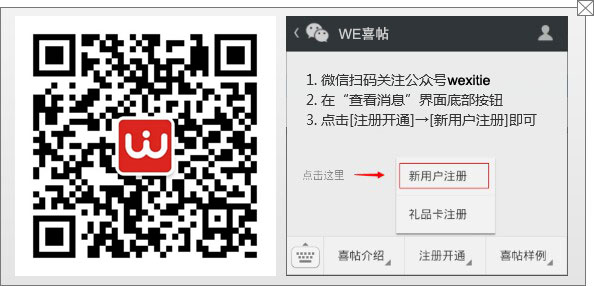 WE喜帖
1. 微信扫码关注公众号wexitie
2. 在“查看消息”界面底部按钮
3. 点击[注册开通]→[新用户注册]即可
点击这里
新用户注册
礼品卡注册
喜帖介绍
注册开通
喜帖样例